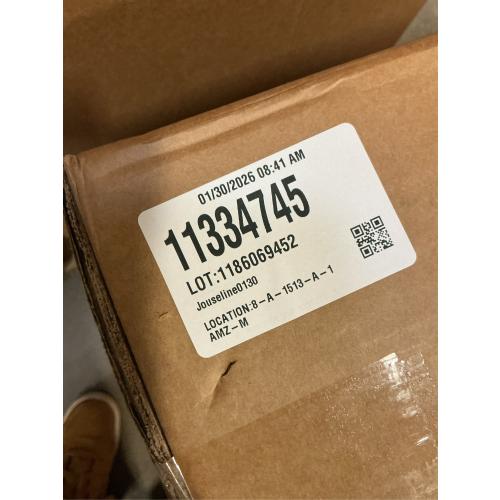 01/30/2026 08:41 AM
11334745
LOT:1186069452
Jouseline0130
LOCATION:8-A-1513-A-1
AMZ-M